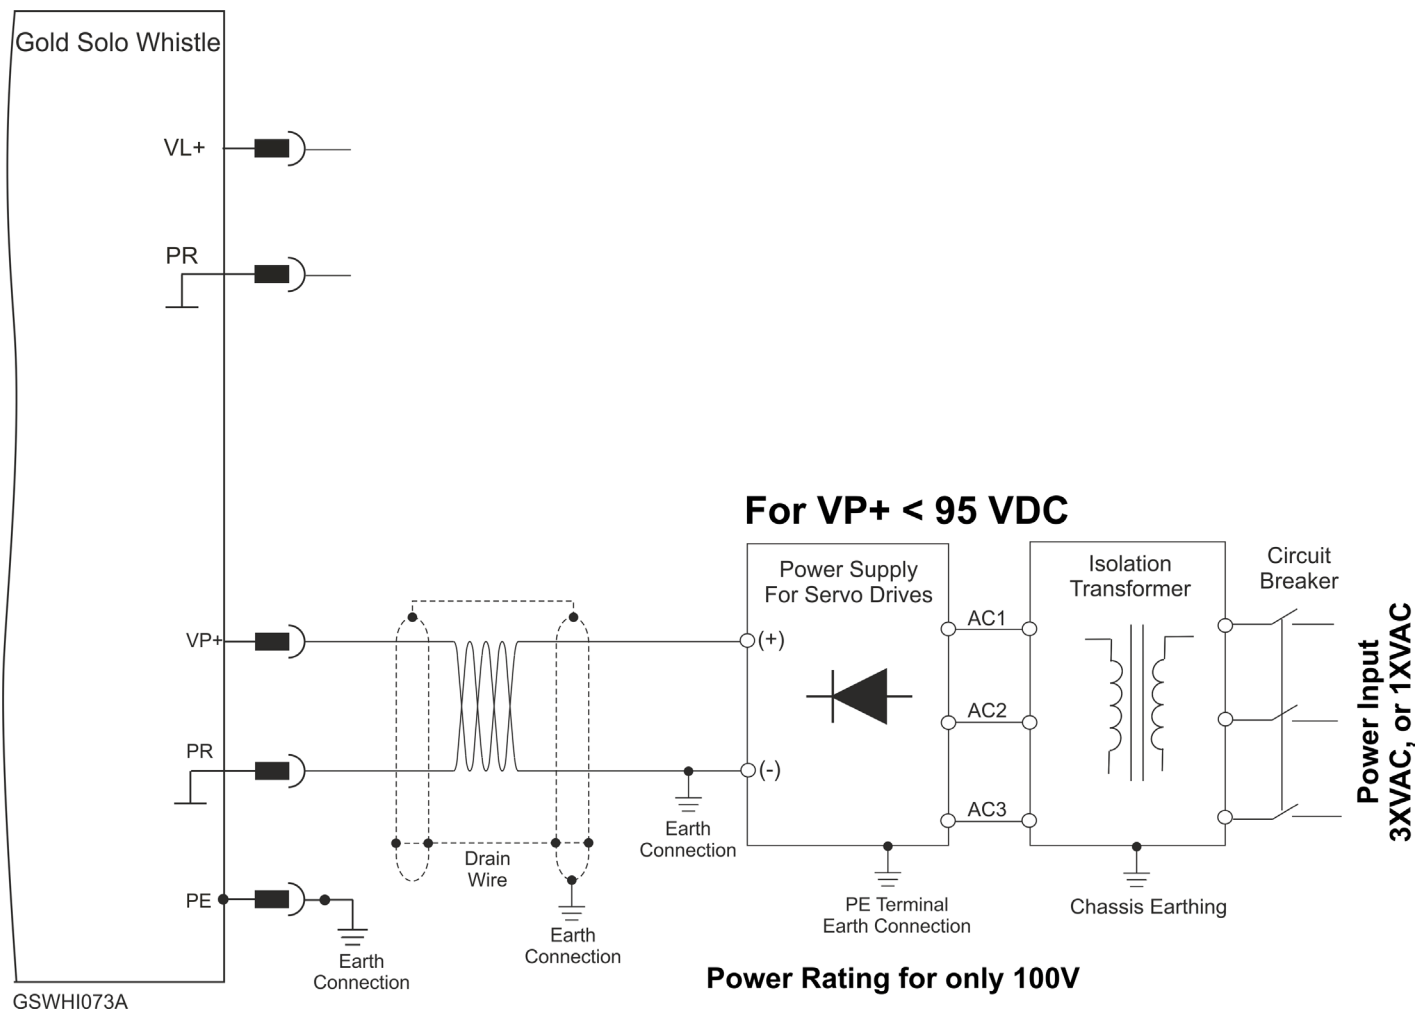 Gold Solo Whistle
VL+
PR
For VP+ < 95 VDC
Power Supply
For Servo Drives
Isolation
Transformer
Circuit
Breaker
AC1
VP+
(+)
AC2
PR
(-)
AC3
Power Input
3XVAC, or 1XVAC
Earth
Connection
Drain
Wire
PE
PE Terminal
Earth Connection
Chassis Earthing
Earth
Connection
Earth
Connection
Power Rating for only 100V
GSWHI073A